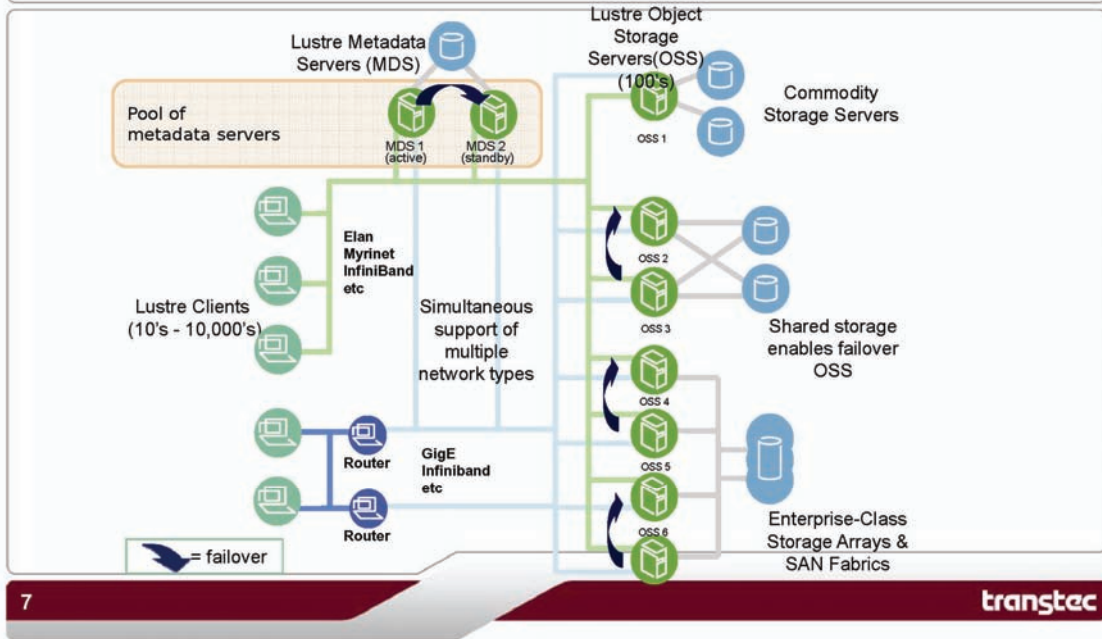 Lustre Metadata
Servers (MDS)
Lustre Object
Storage
Servers(OSS)
(100's)
Pool of
metadata servers
MDS 1
(active)
MDS 2
(standby)
OSS 1
Commodity
Storage Servers
Elan
Myrinet
InfiniBand
etc
Lustre Clients
(10's - 10,000's)
Simultaneous
support of
multiple
network types
OSS 2
OSS 3
Shared storage
enables failover
OSS
OSS 4
OSS 5
OSS 6
Router
Router
GigE
Infiniband
etc
Enterprise-Class
Storage Arrays &
SAN Fabrics
= failover
7
transtec